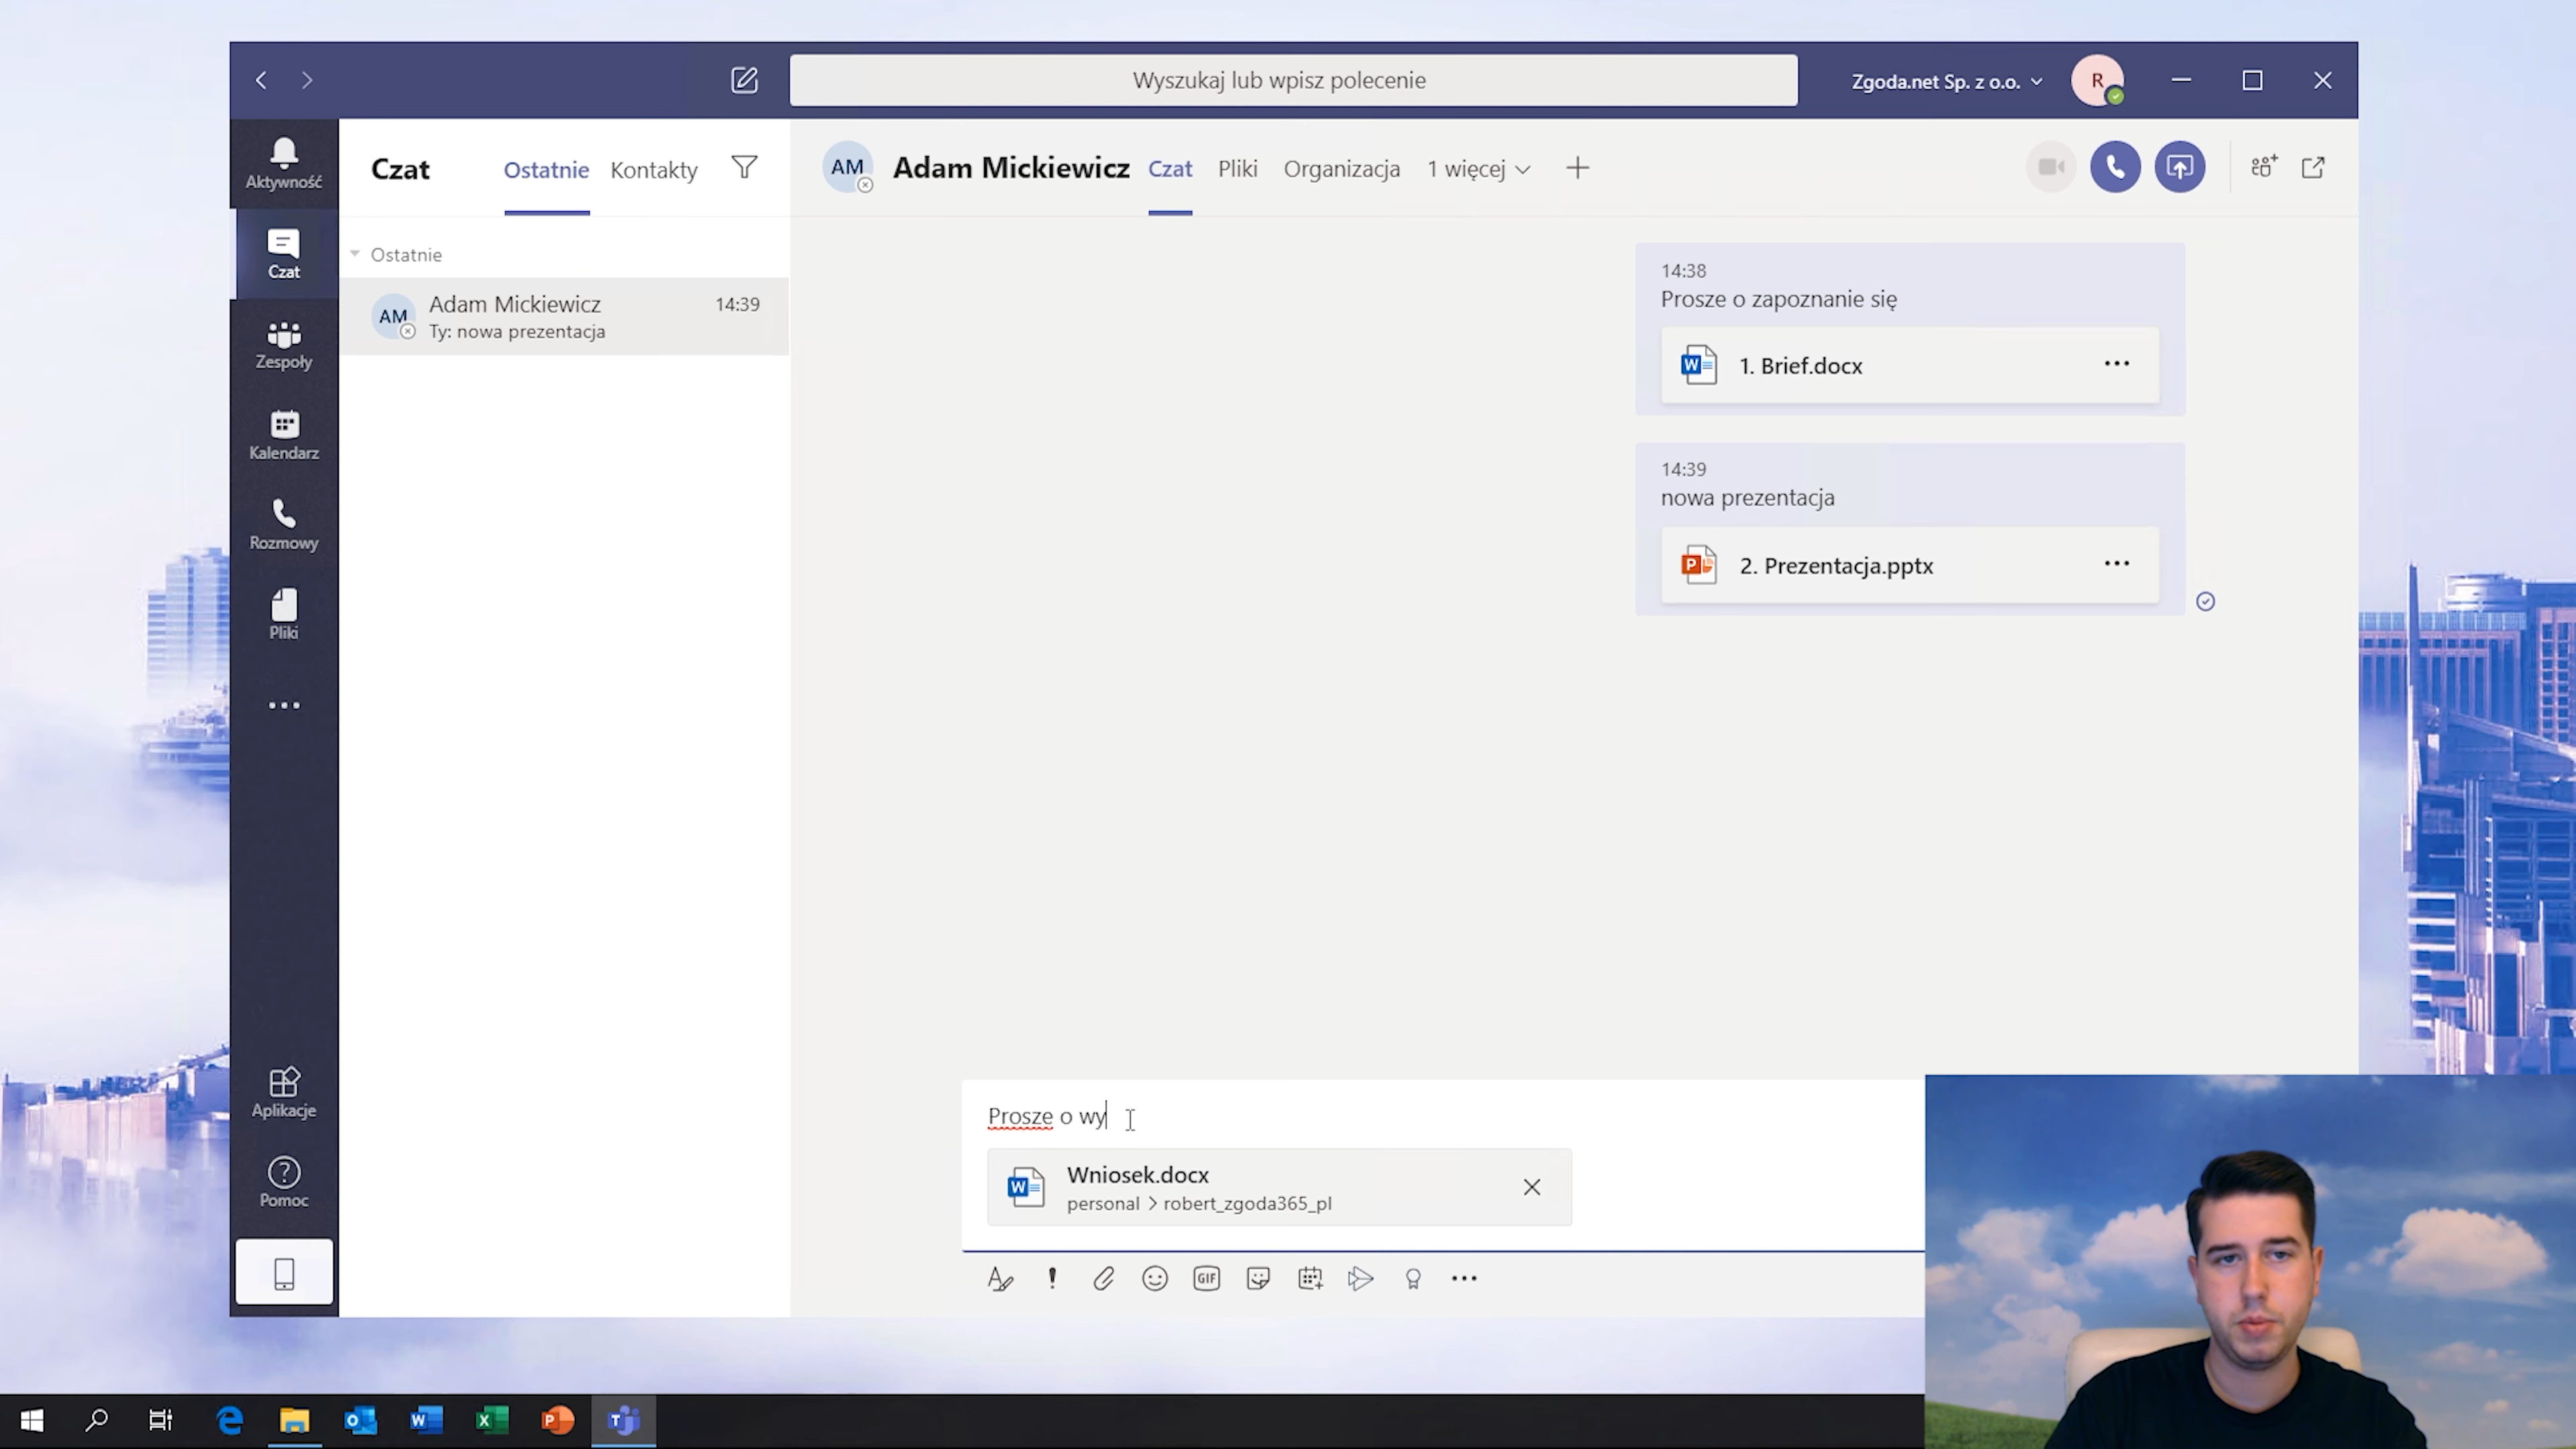 Wyszukaj lub wpisz polecenie
Zgoda.net Sp. z o.o.
R
Aktywność
Czat
Zespoły
Kalendarz
Rozmowy
Pliki
Aplikacje
Pomoc
Czat
Ostatnie
Kontakty
Ostatnie
AM
Adam Mickiewicz
14:39
Ty: nowa prezentacja
AM
Adam Mickiewicz
Czat
Pliki
Organizacja
1 więcej
14:38
Prosze o zapoznanie się
W
1. Brief.docx
14:39
nowa prezentacja
P
2. Prezentacja.pptx
Prosze o wy
W
Wniosek.docx
personal > robert_zgoda365_pl
GIF